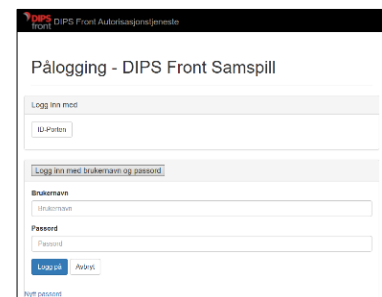 DIPS front DIPS Front Autorisasjonstjeneste
Pålogging - DIPS Front Samspill
Logg inn med
ID-Porten
Logg inn med brukernavn og passord
Brukernavn
Brukernavn
Passord
Passord
Logg på Avbryt
Nytt passord